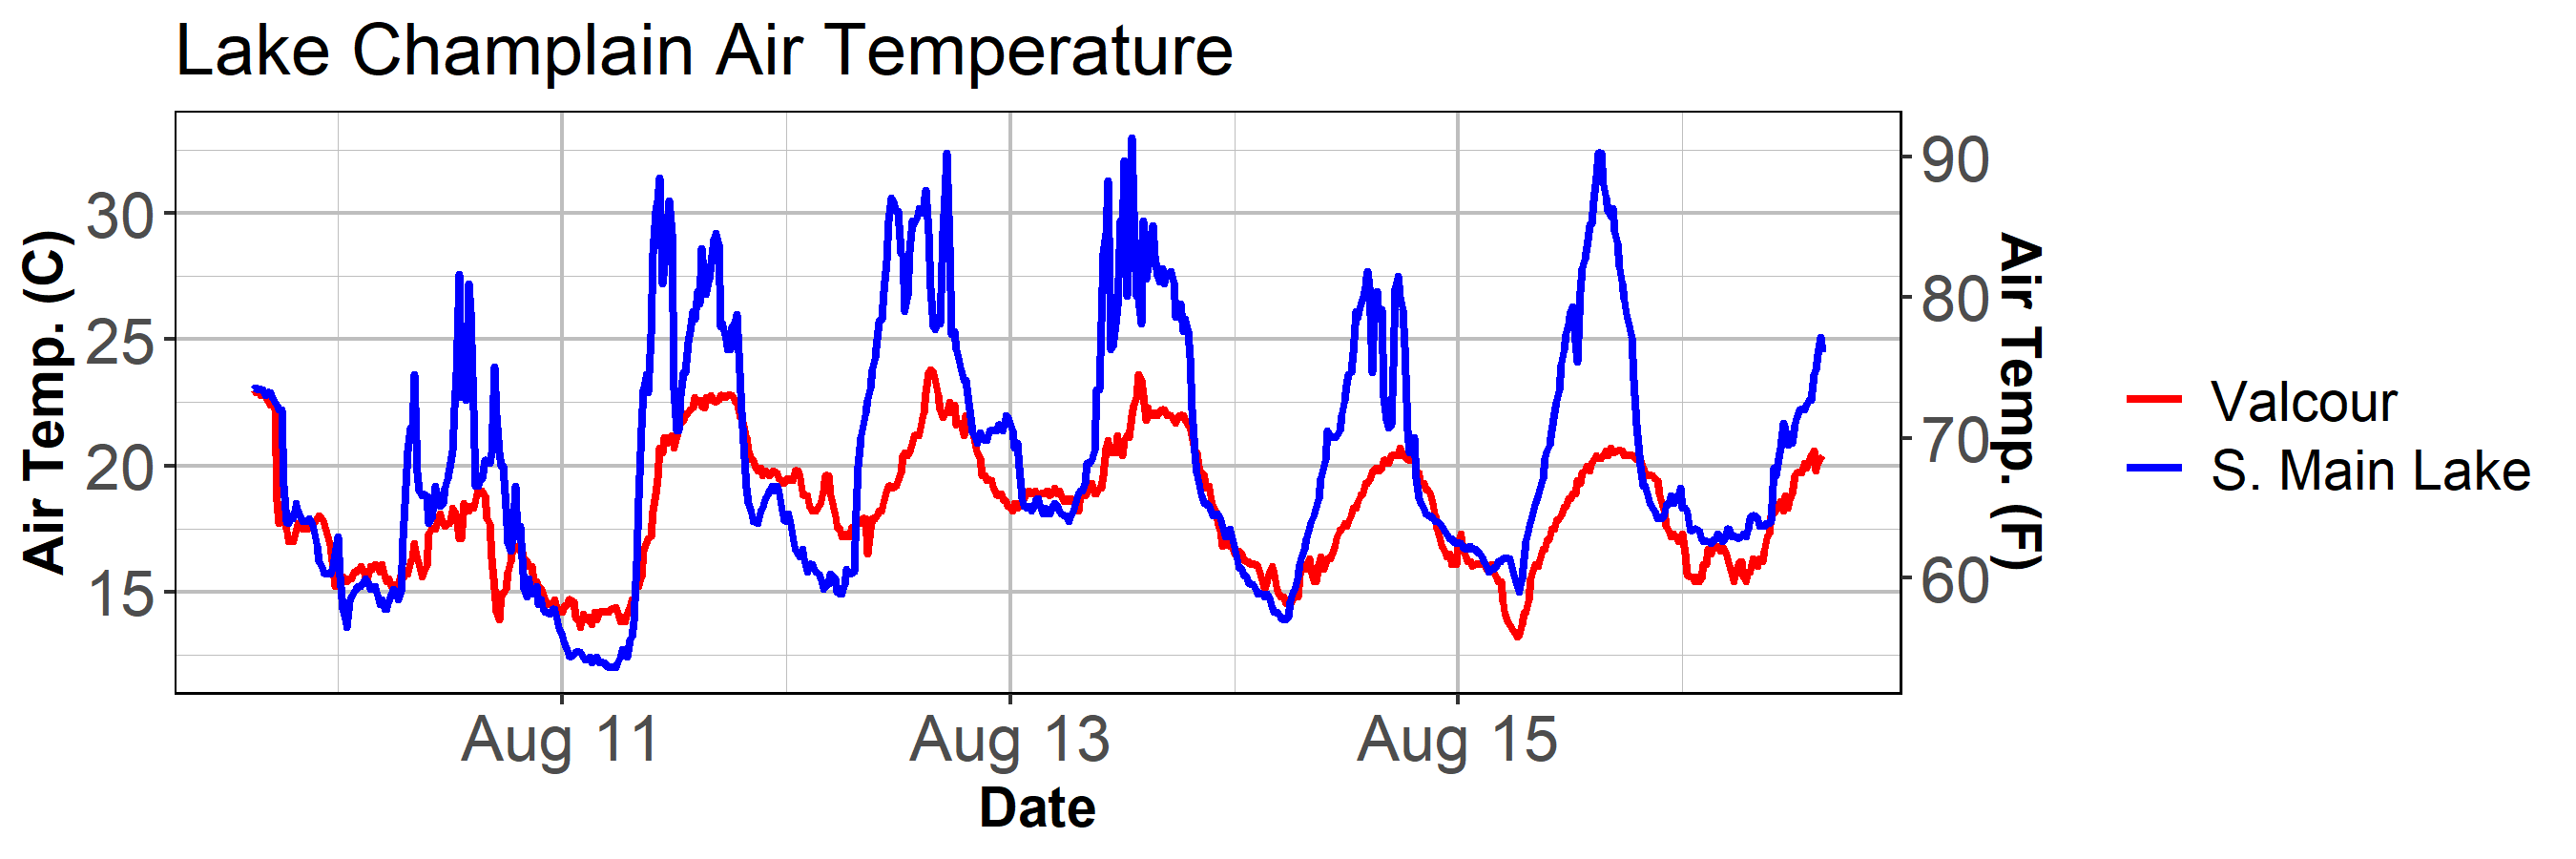 Lake Champlain Air Temperature
Air Temp. (C)
30
25
20
15
90
80
70
60
Air Temp. (F)
Aug 11
Aug 13
Aug 15
Date
Valcour
S. Main Lake